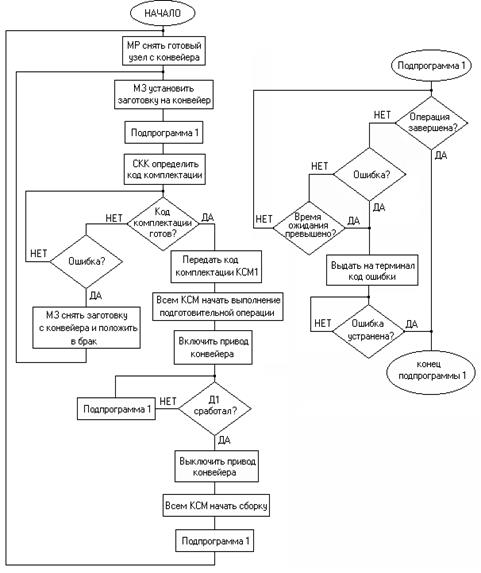 НАЧАЛО
МР снять готовый
узел с конвейера
МЗ установить
заготовку на конвейер
Подпрограмма 1
СКК определить
код комплектации
НЕТ
Код
комплектации
готов?
ДА
НЕТ
Ошибка?
ДА
МЗ снять заготовку
с конвейера и положить
в брак
Передать код
комплектации КСМ1
Всем КСМ начать выполнение
подготовительной операции
Включить привод
конвейера
Подпрограмма 1
НЕТ
Д1
сработал?
ДА
Выключить привод
конвейера
Всем КСМ начать сборку
Подпрограмма 1
Подпрограмма 1
НЕТ
Операция
завершена?
ДА
НЕТ
Ошибка?
ДА
НЕТ
Время
ожидания
превышено?
ДА
Выдать на терминал
код ошибки
НЕТ
Ошибка
устранена?
ДА
конец
подпрограммы 1